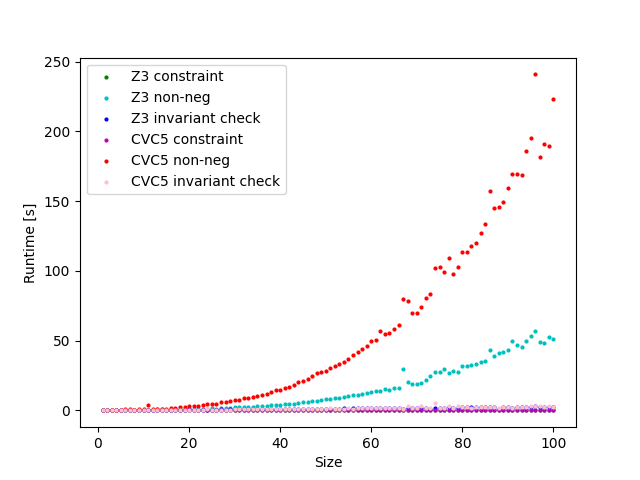 250
200
150
100
50
0
Runtime [s]
Z3 constraint
Z3 non-neg
Z3 invariant check
CVC5 constraint
CVC5 non-neg
CVC5 invariant check
0 20 40 60 80 100
Size